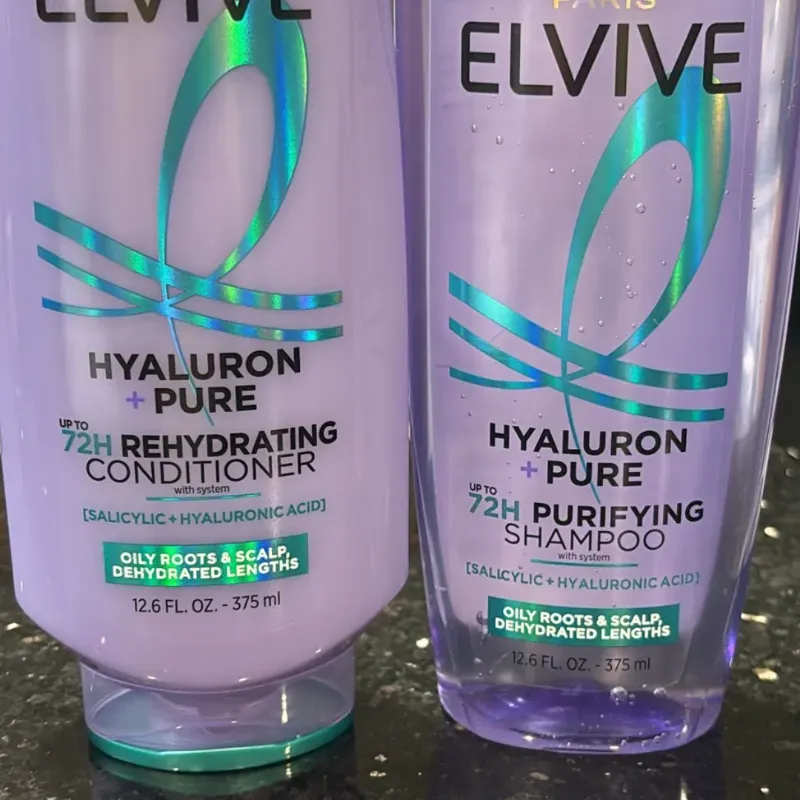 ELVIVE
HYALURON
+ PURE
UP TO
72H REHYDRATING
CONDITIONER
with system
[SALICYLIC + HYALURONIC ACID]
OILY ROOTS & SCALP,
DEHYDRATED LENGTHS
12.6 FL. OZ. - 375 ml
PARIS
ELVIVE
HYALURON
+ PURE
UP TO
72H PURIFYING
SHAMPOO
with system
[SALICYLIC + HYALURONIC ACID]
OILY ROOTS & SCALP,
DEHYDRATED LENGTHS
12.6 FL. OZ. - 375 ml